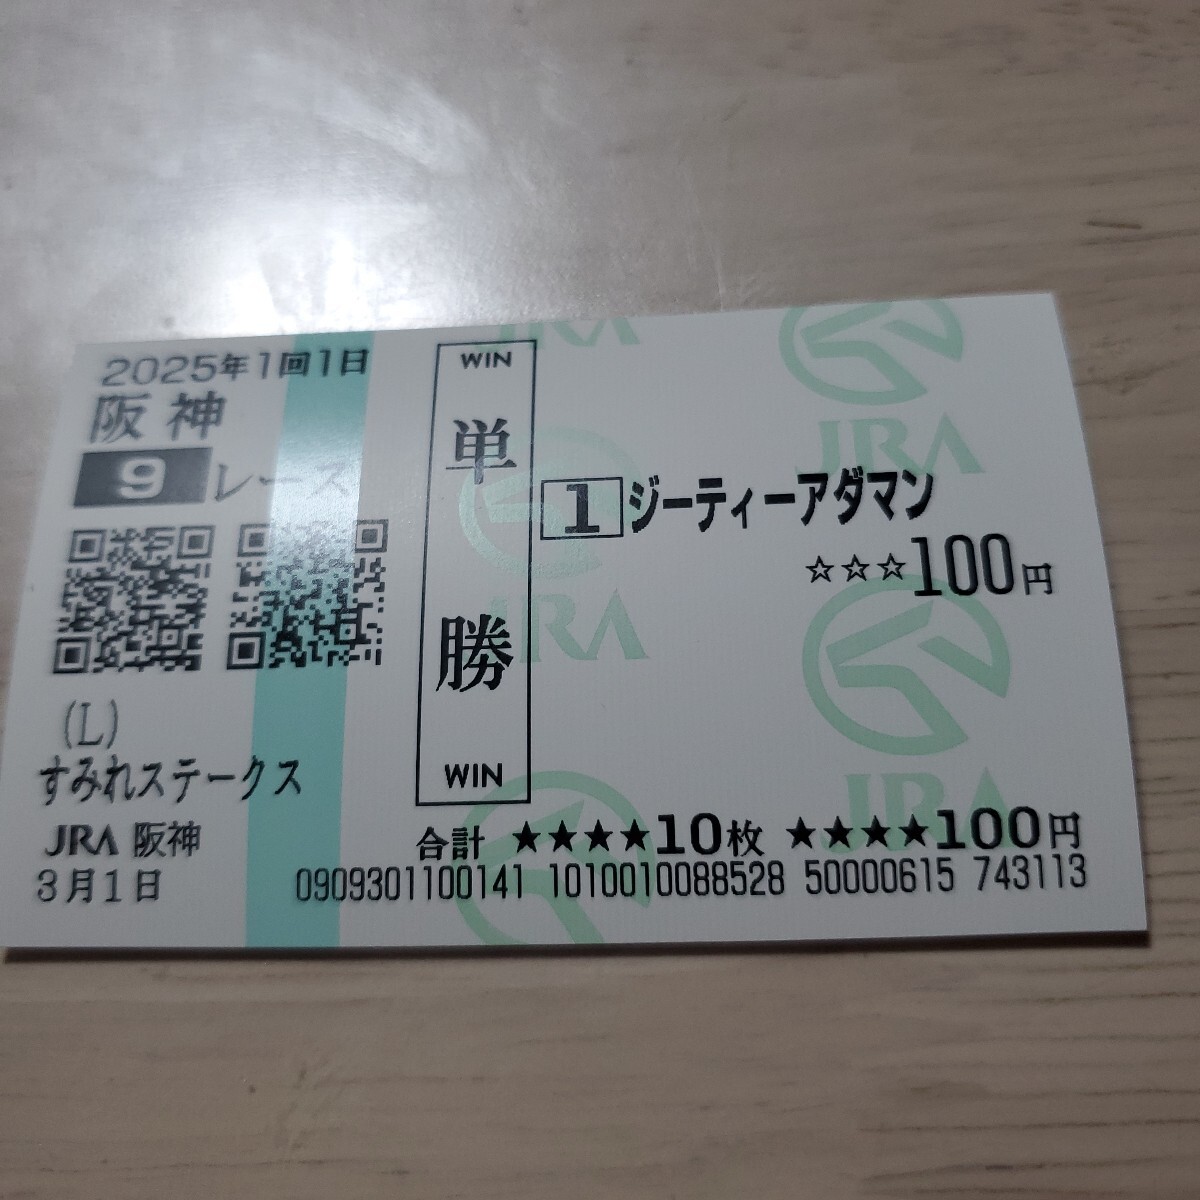 2025年1回1日
阪神
9レース
(L)
すみれステークス
JRA 阪神
3月1日
WIN
単勝
WIN
1 ジーティーアダマン
☆☆☆100円
合計 ★★★★10枚 ★★★★100円
0909301100141 1010010088528 50000615 743113
JRA
JRA
JRA
JRA